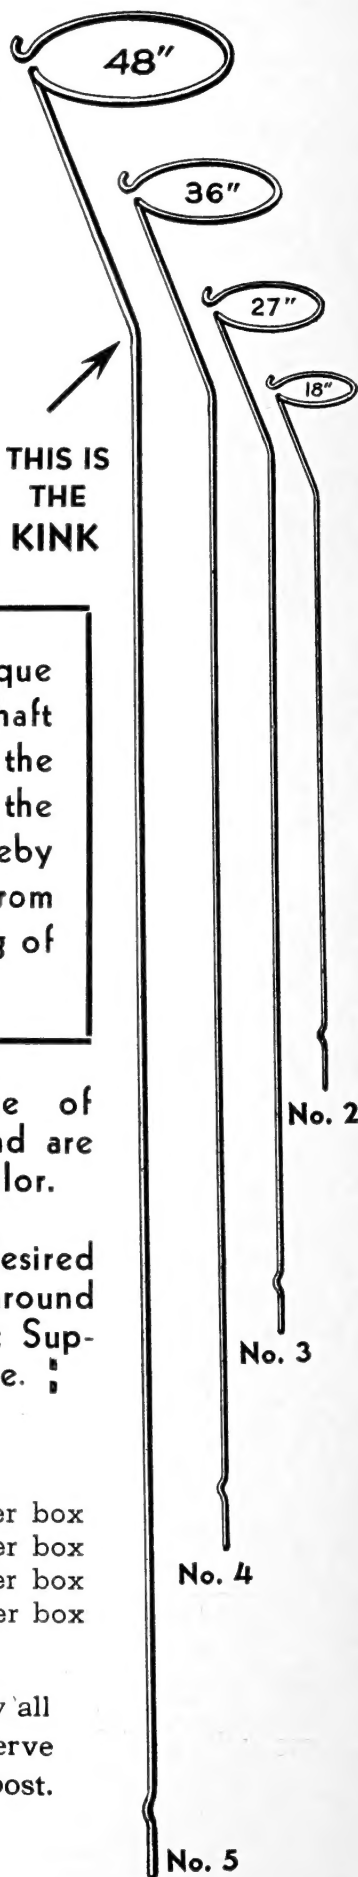 48"
36"
27"
18"
THIS IS
THE
KINK
que
haft
the
the
eby
rom
g of
e of
nd are
lor.
esired
round
Sup-
e.
er box
er box
er box
er box
all
erve
post.
No. 2
No. 3
No. 4
No. 5